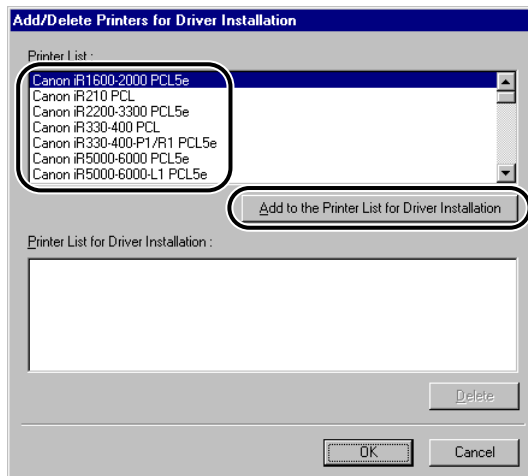 Add/Delete Printers for Driver Installation
Printer List :
Canon iR1600-2000 PCL5e
Canon iR210 PCL
Canon iR2200-3300 PCL5e
Canon iR330-400 PCL
Canon iR330-400-P1/R1 PCL5e
Canon iR5000-6000 PCL5e
Canon iR5000-6000-L1 PCL5e
Add to the Printer List for Driver Installation
Printer List for Driver Installation :
Delete
OK
Cancel